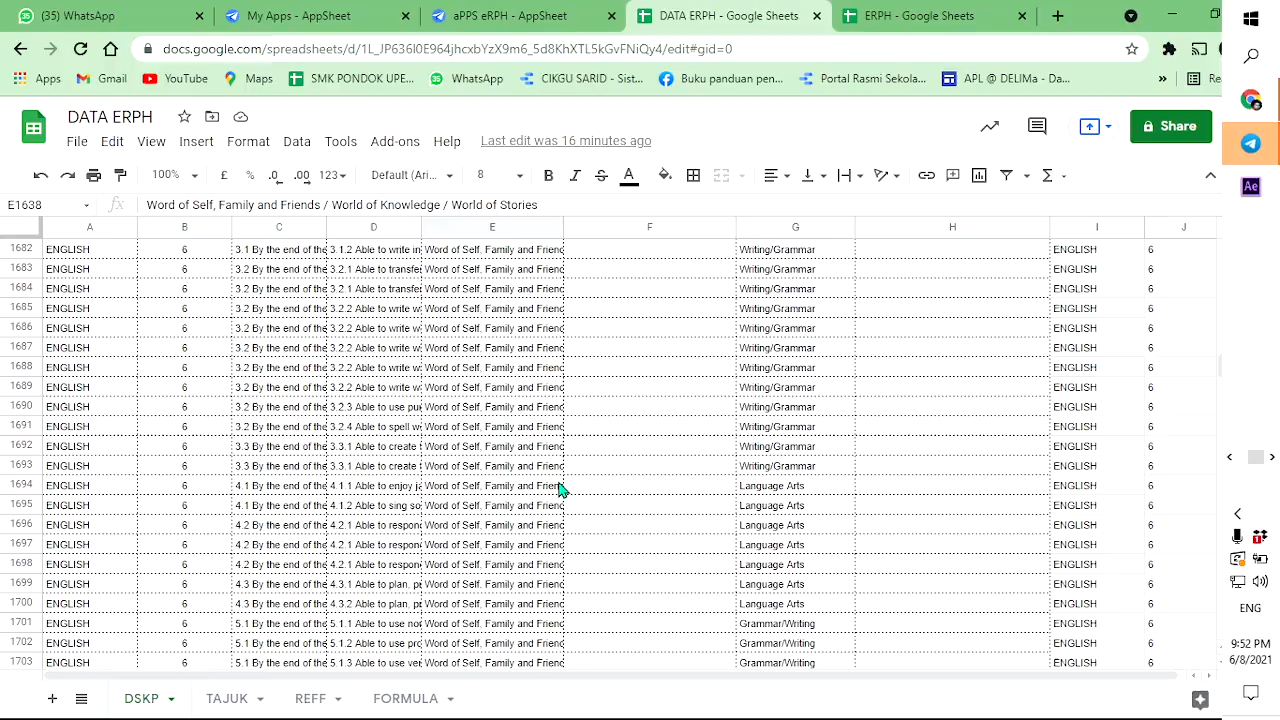 (35) WhatsApp
My Apps - AppSheet
aPPS eRPH - AppSheet
DATA ERPH - Google Sheets
ERPH - Google Sheets
docs.google.com/spreadsheets/d/1L_JP636I0E964jhcxbYzX9m6_5d8KhXTL5kGvFNiQy4/edit#gid=0
Apps Gmail YouTube Maps SMK PONDOK UPE... WhatsApp CIKGU SARID - Sist... Buku panduan pen... Portal Rasmi Sekola... APL @ DELIMa - Da... » Re
DATA ERPH
File Edit View Insert Format Data Tools Add-ons Help Last edit was 16 minutes ago
Share
100% £ % .0 .00 123 Default (Ari... 8 B I S A
E1638 fx Word of Self, Family and Friends / World of Knowledge / World of Stories
A B C D E F G H I J
1682 ENGLISH 6 3.1 By the end of the 3.1.2 Able to write in Word of Self, Family and Friend Writing/Grammar ENGLISH 6
1683 ENGLISH 6 3.2 By the end of the 3.2.1 Able to transfe Word of Self, Family and Friend Writing/Grammar ENGLISH 6
1684 ENGLISH 6 3.2 By the end of the 3.2.1 Able to transfe Word of Self, Family and Friend Writing/Grammar ENGLISH 6
1685 ENGLISH 6 3.2 By the end of the 3.2.2 Able to write w Word of Self, Family and Friend Writing/Grammar ENGLISH 6
1686 ENGLISH 6 3.2 By the end of the 3.2.2 Able to write w Word of Self, Family and Friend Writing/Grammar ENGLISH 6
1687 ENGLISH 6 3.2 By the end of the 3.2.2 Able to write w Word of Self, Family and Friend Writing/Grammar ENGLISH 6
1688 ENGLISH 6 3.2 By the end of the 3.2.2 Able to write w Word of Self, Family and Friend Writing/Grammar ENGLISH 6
1689 ENGLISH 6 3.2 By the end of the 3.2.2 Able to write w Word of Self, Family and Friend Writing/Grammar ENGLISH 6
1690 ENGLISH 6 3.2 By the end of the 3.2.3 Able to use pu Word of Self, Family and Friend Writing/Grammar ENGLISH 6
1691 ENGLISH 6 3.2 By the end of the 3.2.4 Able to spell w Word of Self, Family and Friend Writing/Grammar ENGLISH 6
1692 ENGLISH 6 3.3 By the end of the 3.3.1 Able to create Word of Self, Family and Friend Writing/Grammar ENGLISH 6
1693 ENGLISH 6 3.3 By the end of the 3.3.1 Able to create Word of Self, Family and Friend Writing/Grammar ENGLISH 6
1694 ENGLISH 6 4.1 By the end of the 4.1.1 Able to enjoy ja Word of Self, Family and Friend Language Arts ENGLISH 6
1695 ENGLISH 6 4.1 By the end of the 4.1.2 Able to sing so Word of Self, Family and Friend Language Arts ENGLISH 6
1696 ENGLISH 6 4.2 By the end of the 4.2.1 Able to respon Word of Self, Family and Friend Language Arts ENGLISH 6
1697 ENGLISH 6 4.2 By the end of the 4.2.1 Able to respon Word of Self, Family and Friend Language Arts ENGLISH 6
1698 ENGLISH 6 4.2 By the end of the 4.2.1 Able to respon Word of Self, Family and Friend Language Arts ENGLISH 6
1699 ENGLISH 6 4.3 By the end of the 4.3.1 Able to plan, p Word of Self, Family and Friend Language Arts ENGLISH 6
1700 ENGLISH 6 4.3 By the end of the 4.3.2 Able to plan, p Word of Self, Family and Friend Language Arts ENGLISH 6
1701 ENGLISH 6 5.1 By the end of the 5.1.1 Able to use no Word of Self, Family and Friend Grammar/Writing ENGLISH 6
1702 ENGLISH 6 5.1 By the end of the 5.1.2 Able to use pr Word of Self, Family and Friend Grammar/Writing ENGLISH 6
1703 ENGLISH 6 5.1 By the end of the 5.1.3 Able to use ve Word of Self, Family and Friend Grammar/Writing ENGLISH 6
DSKP TAJUK REFF FORMULA
Ae
ENG
9:52 PM
6/8/2021